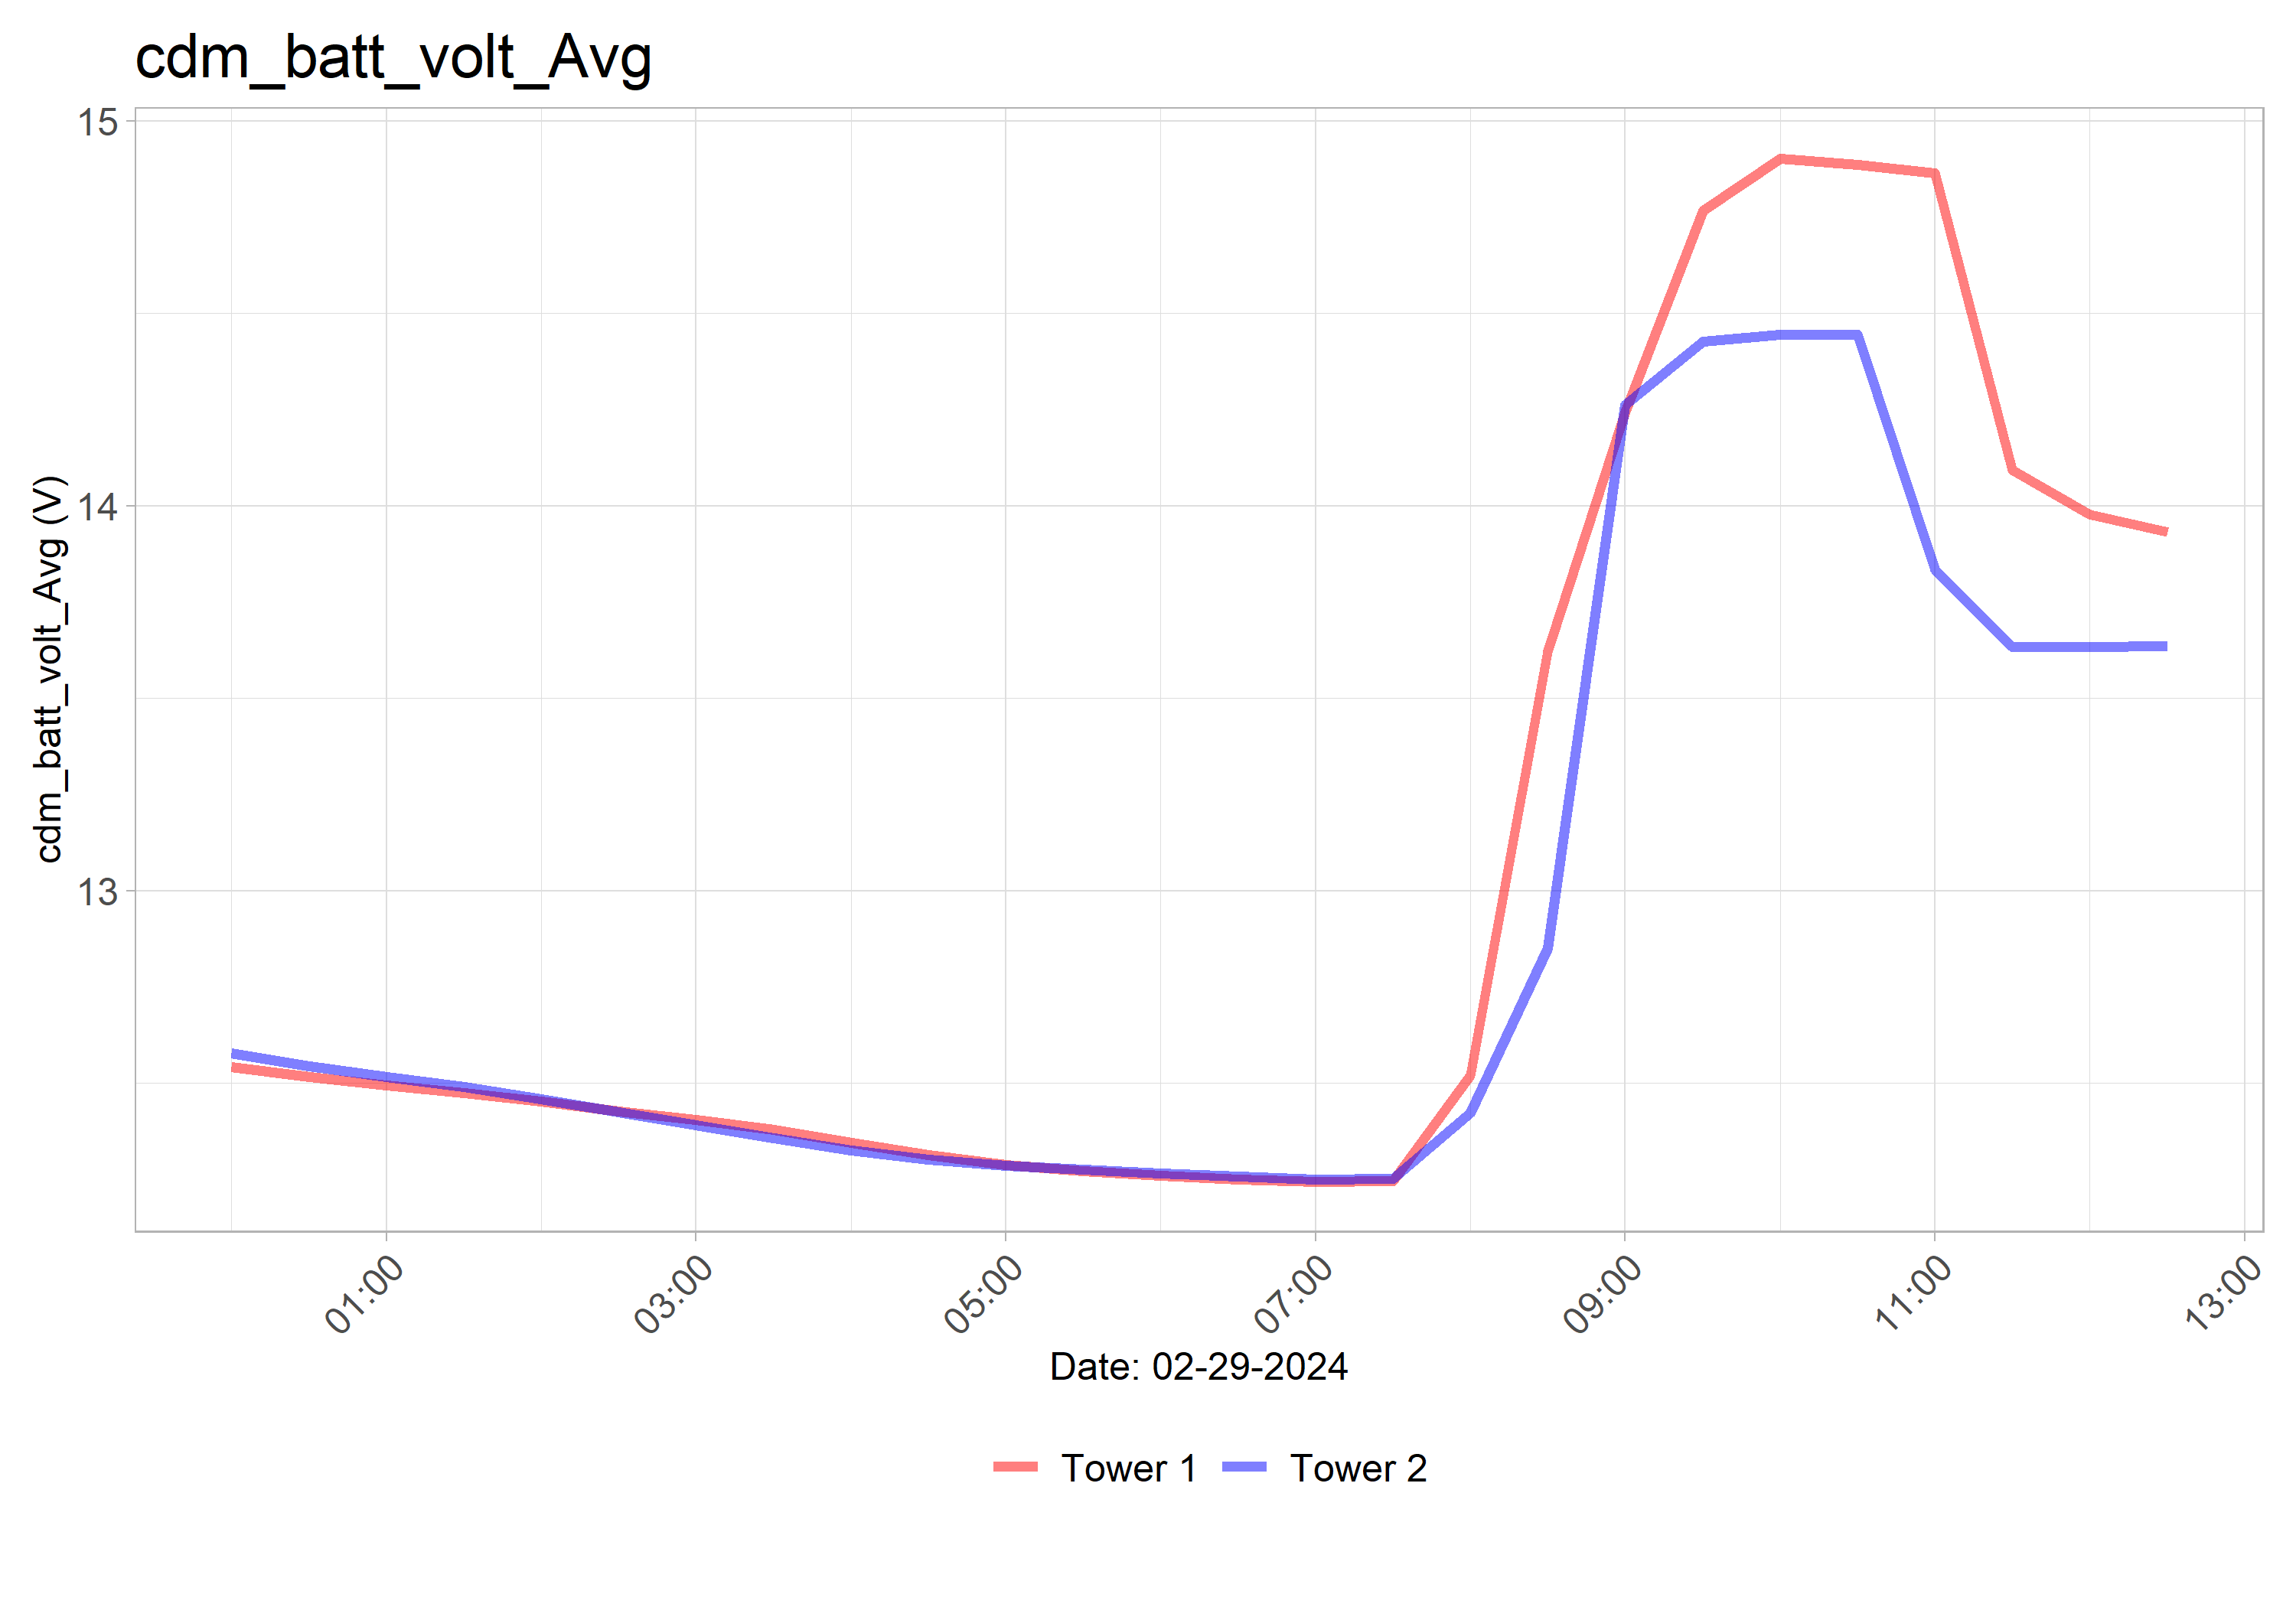 cdm_batt_volt_Avg
cdm_batt_volt_Avg (V)
15
14
13
01:00
03:00
05:00
07:00
09:00
11:00
13:00
Date: 02-29-2024
Tower 1
Tower 2